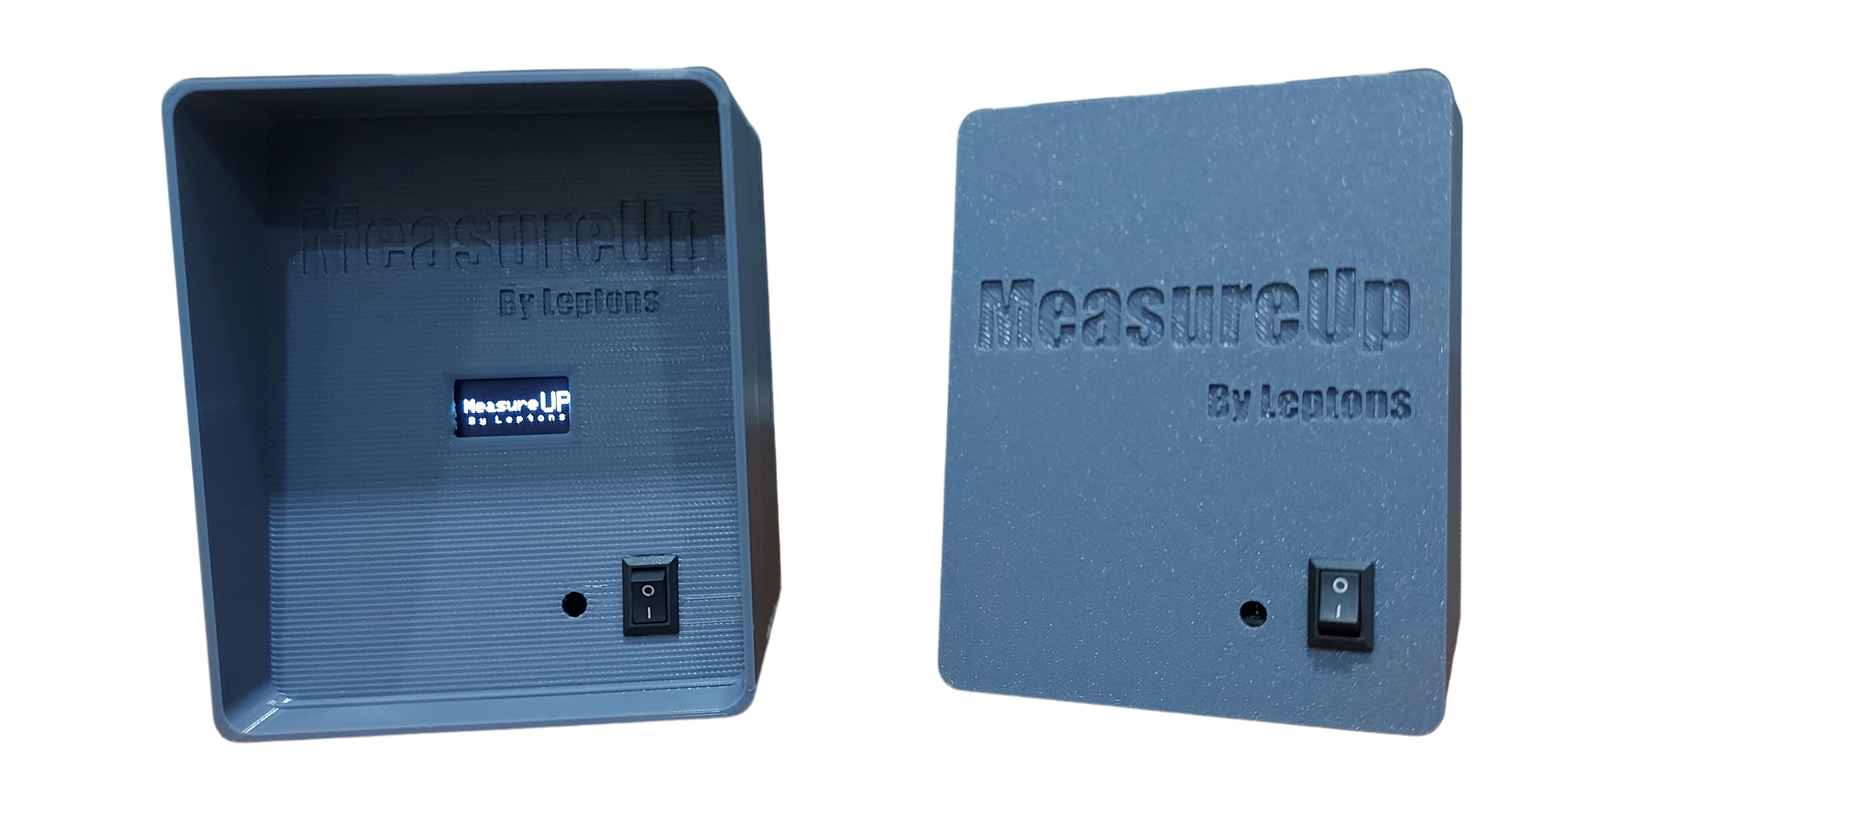 MeasureUp
By Leptons
MeasureUP
By Leptons
O
I
MeasureUp
By Leptons
O
I